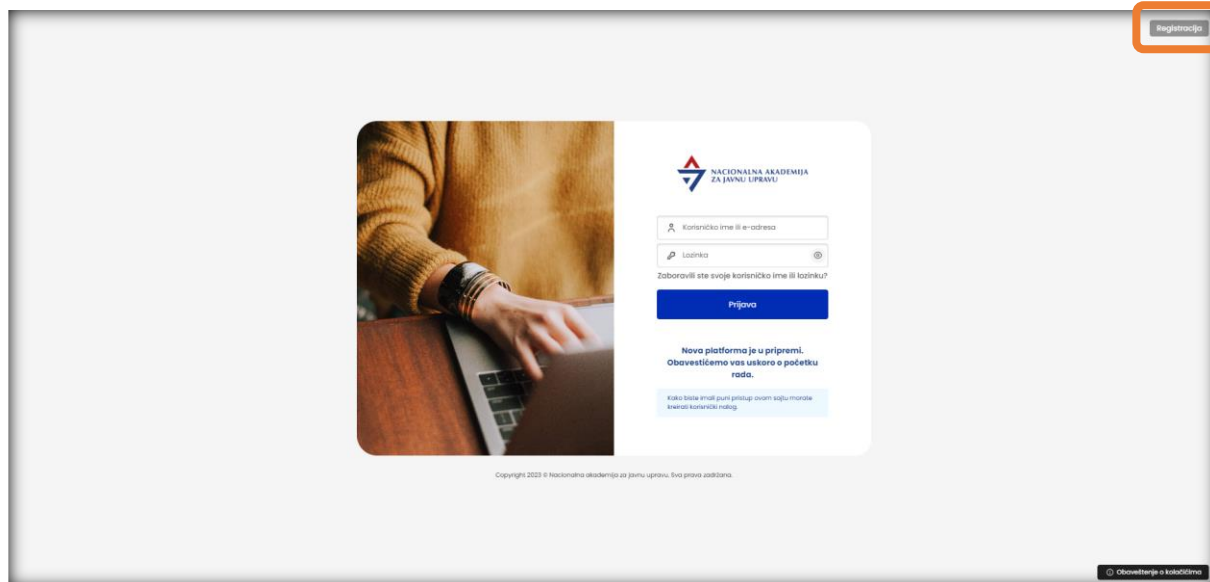 Registracija
NACIONALNA AKADEMIJA
ZA JAVNU UPRAVU
Korisničko ime ili e-adresa
Lozinka
Zaboravili ste svoje korisničko ime ili lozinku?
Prijava
Nova platforma je u pripremi.
Obavestićemo vas uskoro o početku
rada.
Kako biste imali puni pristup ovom sajtu morate
kreirati korisnički nalog.
Copyright 2023 © Nacionalna akademija za javnu upravu. Sva prava zadržana.
Obaveštenje o kolačićima